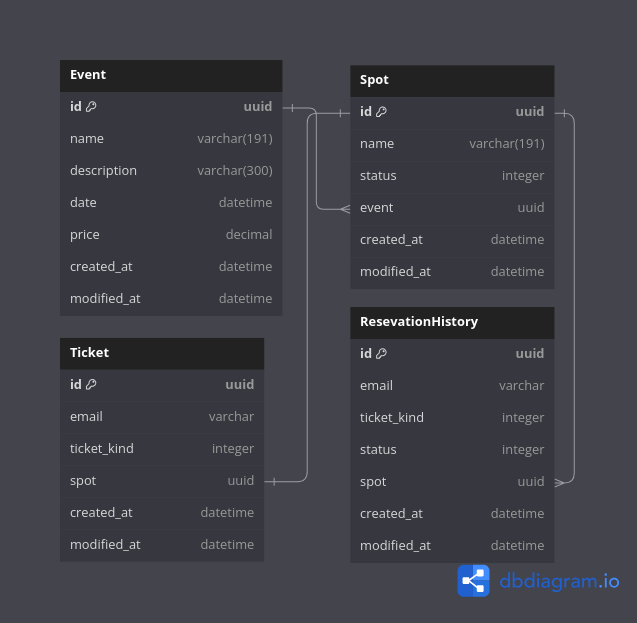 Event
id uuid
name varchar(191)
description varchar(300)
date datetime
price decimal
created_at datetime
modified_at datetime
Spot
id uuid
name varchar(191)
status integer
event uuid
created_at datetime
modified_at datetime
Ticket
id uuid
email varchar
ticket_kind integer
spot uuid
created_at datetime
modified_at datetime
ResevationHistory
id uuid
email varchar
ticket_kind integer
status integer
spot uuid
created_at datetime
modified_at datetime
dbdiagram.io